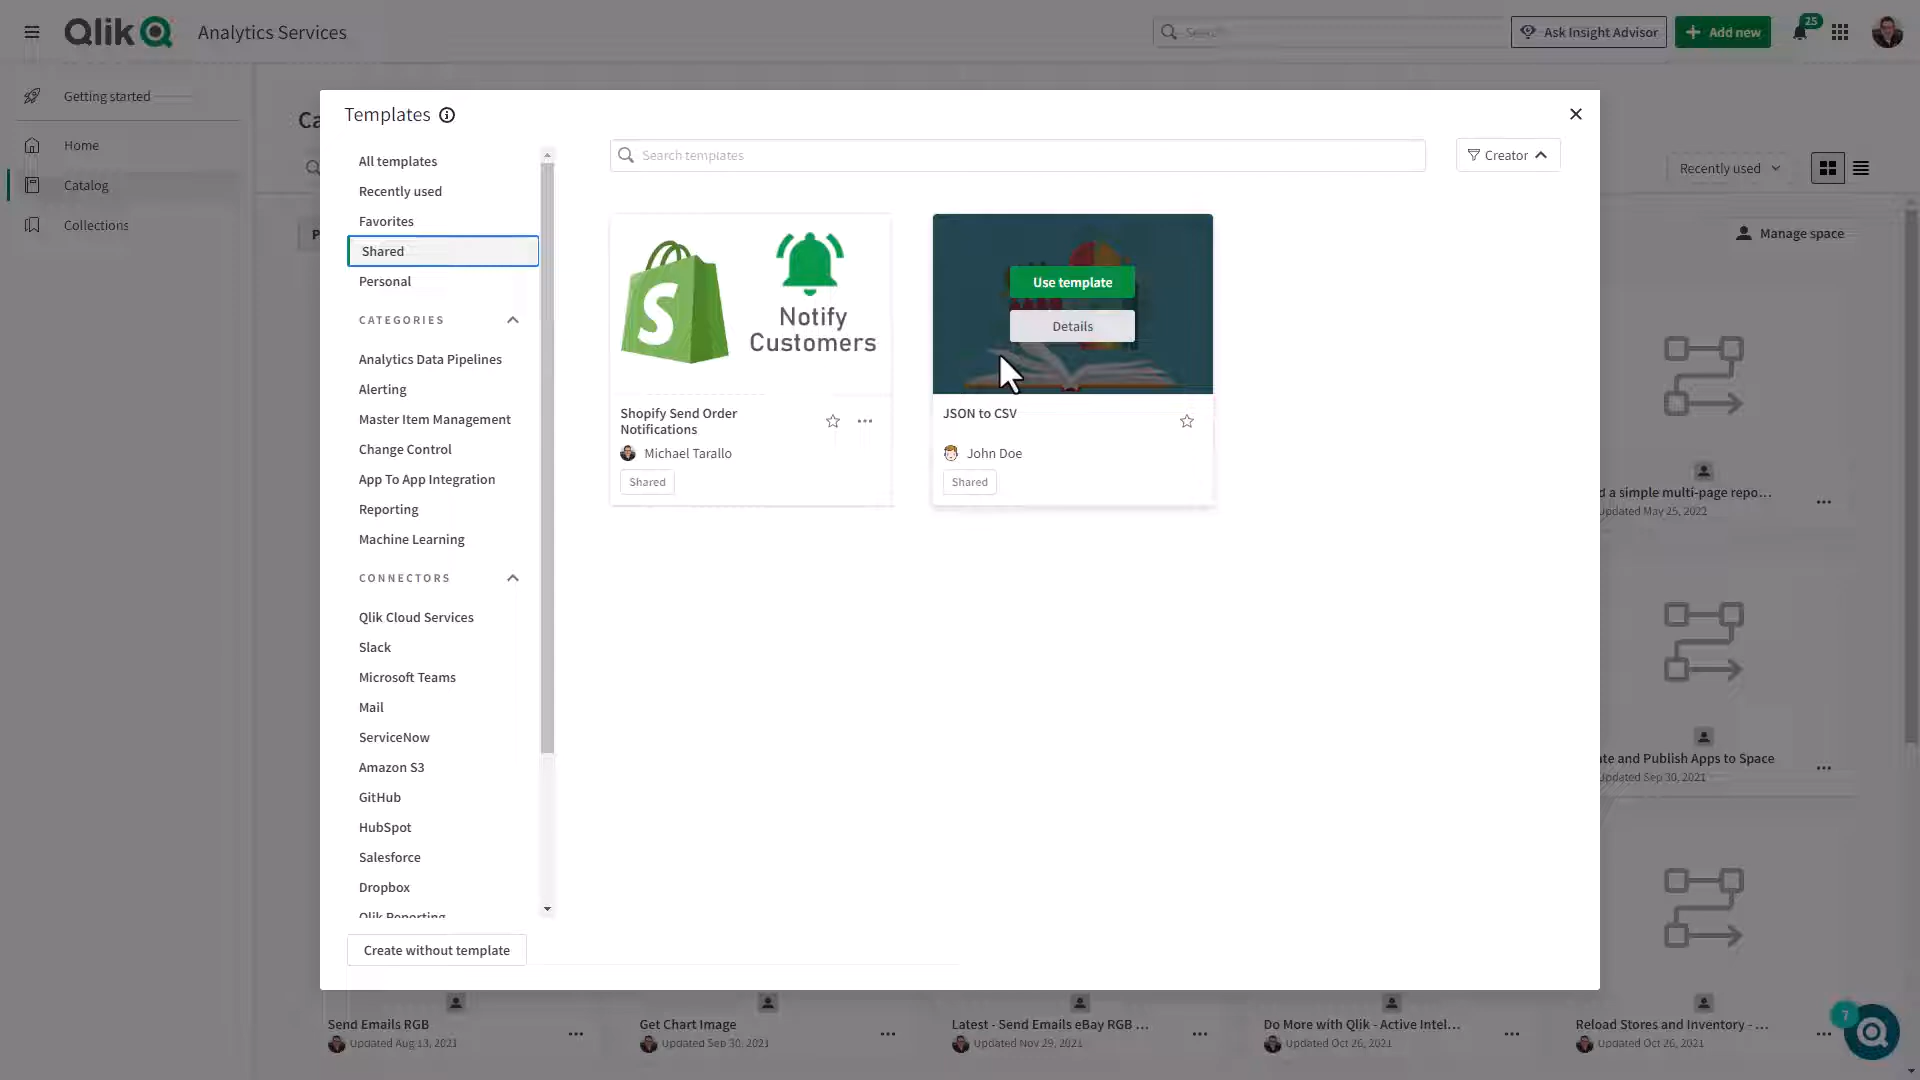 Qlik
Analytics Services
Ask Insight Advisor
Add new
25
Getting started
Home
Catalog
Collections
Ca
Recently used
Manage space
Templates
All templates
Recently used
Favorites
Shared
Personal
CATEGORIES
Analytics Data Pipelines
Alerting
Master Item Management
Change Control
App To App Integration
Reporting
Machine Learning
CONNECTORS
Qlik Cloud Services
Slack
Microsoft Teams
Mail
ServiceNow
Amazon S3
GitHub
HubSpot
Salesforce
Dropbox
Qlik Reporting
Create without template
Search templates
Creator
S
Notify
Customers
Shopify Send Order
Notifications
Michael Tarallo
Shared
Use template
Details
JSON to CSV
John Doe
Shared
d a simple multi-page repo...
Updated May 25, 2022
te and Publish Apps to Space
Updated Sep 30, 2021
Send Emails RGB
Updated Aug 13, 2021
Get Chart Image
Updated Sep 30, 2021
Latest - Send Emails eBay RGB ...
Updated Nov 29, 2021
Do More with Qlik - Active Intel...
Updated Oct 26, 2021
Reload Stores and Inventory - ...
Updated Oct 26, 2021
7